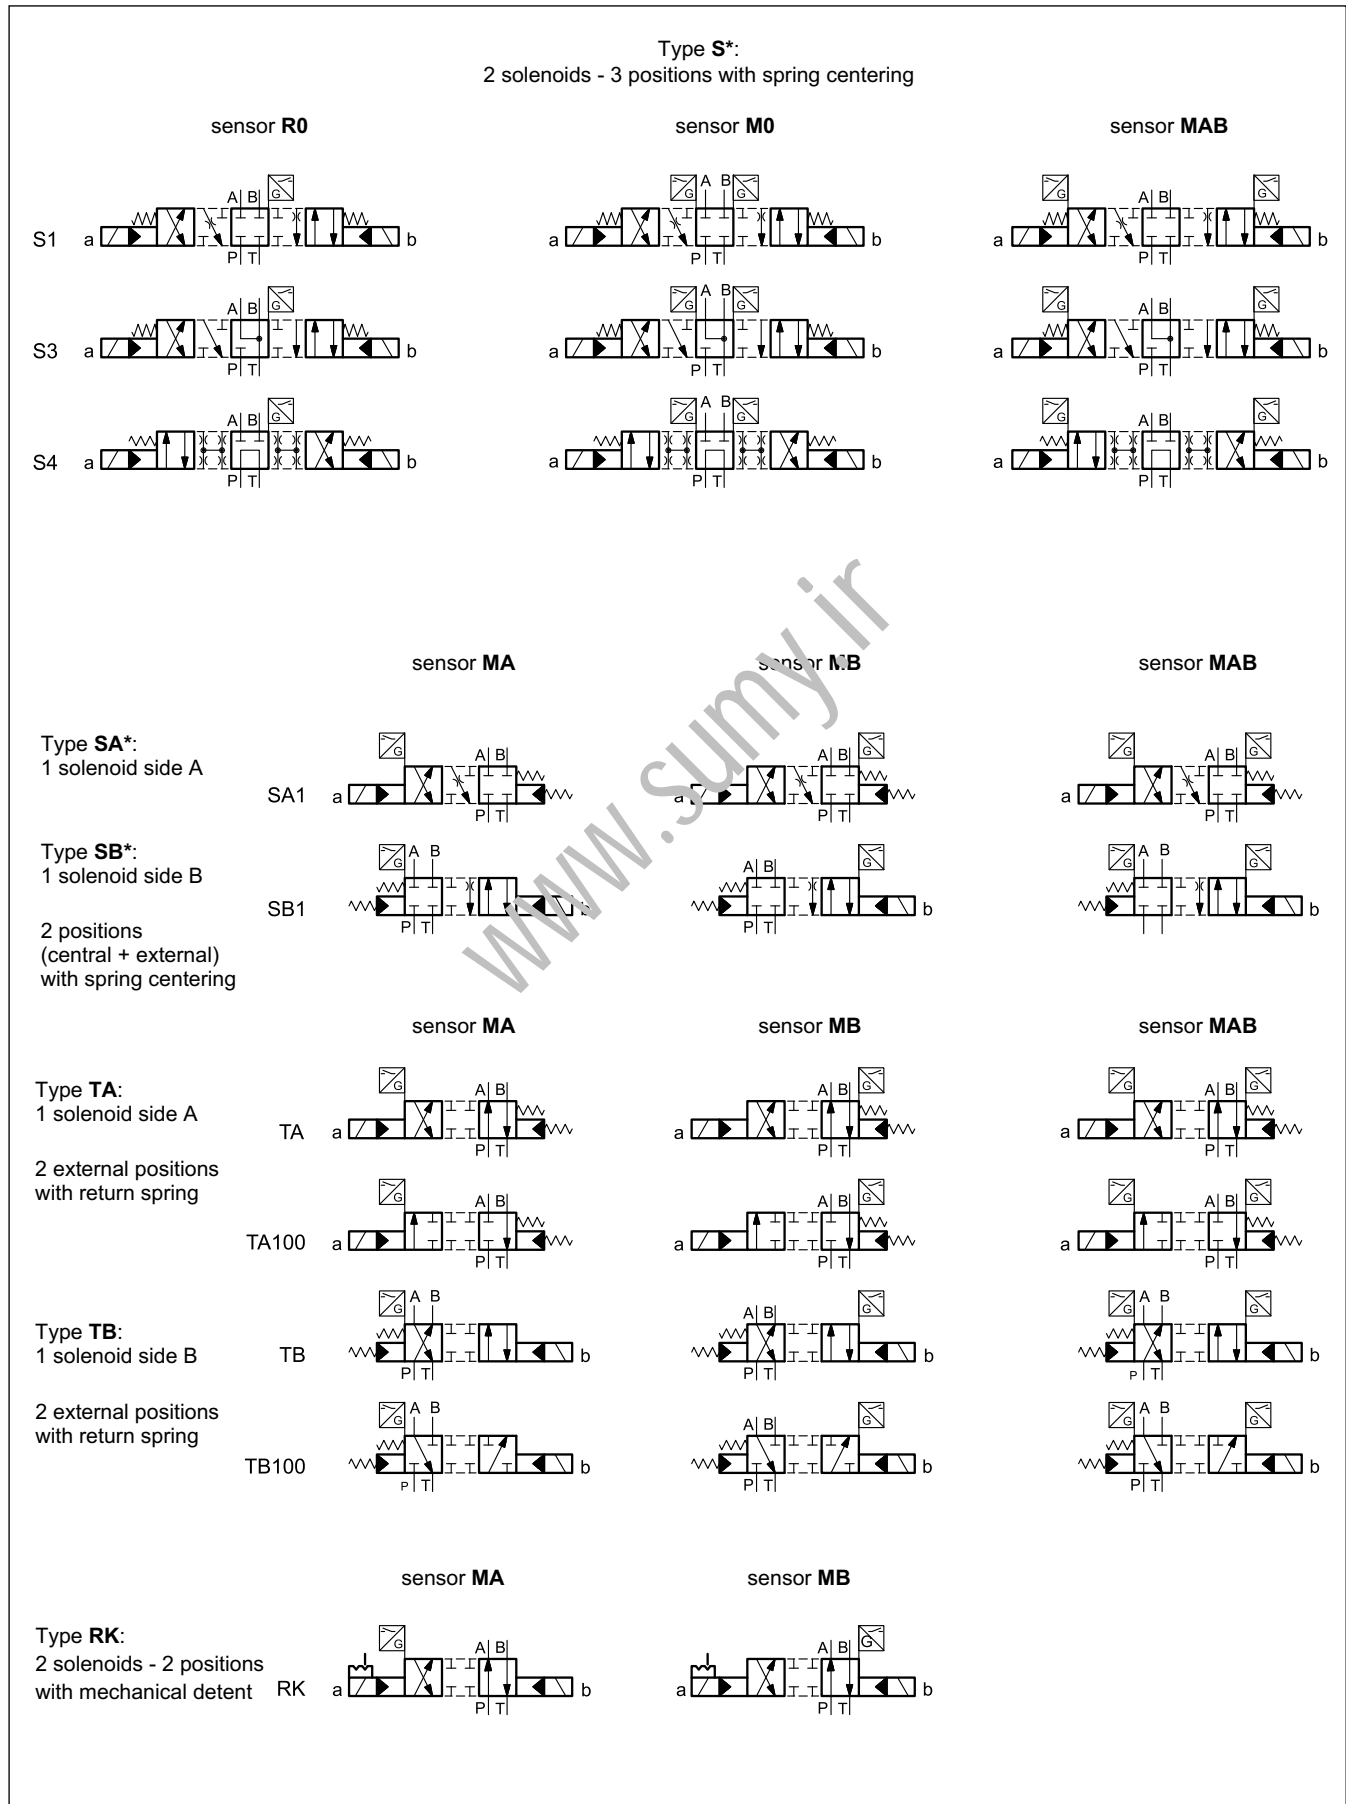 Type S*:
2 solenoids - 3 positions with spring centering
sensor R0 sensor M0 sensor MAB
A B G G A B G G A B G
S1 a b a b a b
P T P T P T
A B G G A B G G A B G
S3 a b a b a b
P T P T P T
A B G G A B G G A B G
S4 a b a b a b
P T P T P T
www.sumy.ir
sensor MA sensor MB sensor MAB
Type SA*:
1 solenoid side A
G A B A B G G A B G
SA1 a a a
P T P T P T
Type SB*:
1 solenoid side B
2 positions
(central + external)
with spring centering
G A B A B G G A B G
SB1 b b b
P T P T
sensor MA sensor MB sensor MAB
Type TA:
1 solenoid side A
2 external positions
with return spring
G A B A B G G A B G
TA a a a
P T P T P T
G A B A B G G A B G
TA100 a a a
P T P T P T
Type TB:
1 solenoid side B
2 external positions
with return spring
G A B A B G G A B G
TB b b b
P T P T P T
G A B A B G G A B G
TB100 b b b
P T P T P T
sensor MA sensor MB
Type RK:
2 solenoids - 2 positions
with mechanical detent
G A B A B G
RK a b a b
P T P T